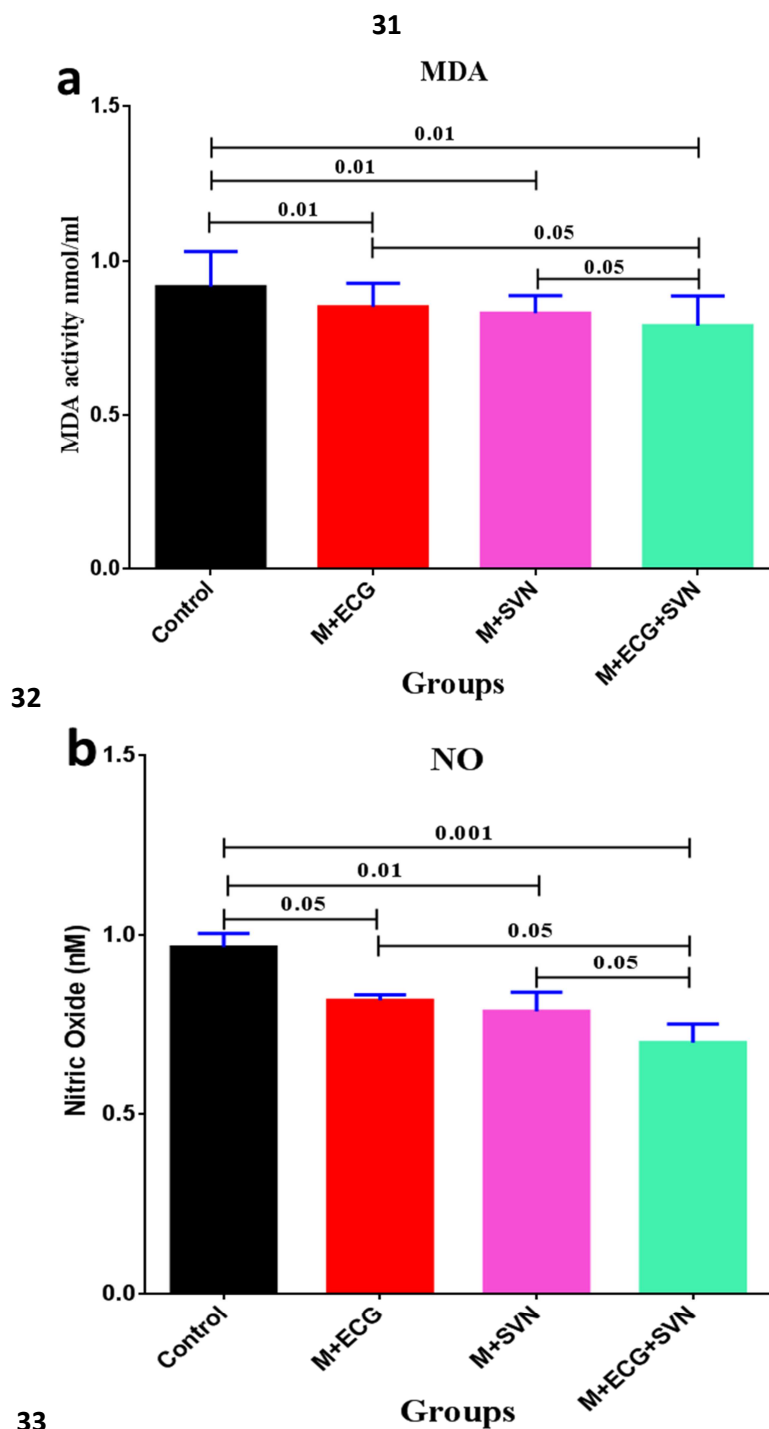 31
a
MDA
1.5
0.01
0.01
0.01
0.05
0.05
1.0
0.5
0.0
MDA activity nmol/ml
Control
M+ECG
M+SVN
M+ECG+SVN
Groups
32
b
NO
1.5
0.001
0.01
0.05
0.05
0.05
1.0
0.5
0.0
Nitric Oxide (nM)
Control
M+ECG
M+SVN
M+ECG+SVN
Groups
33